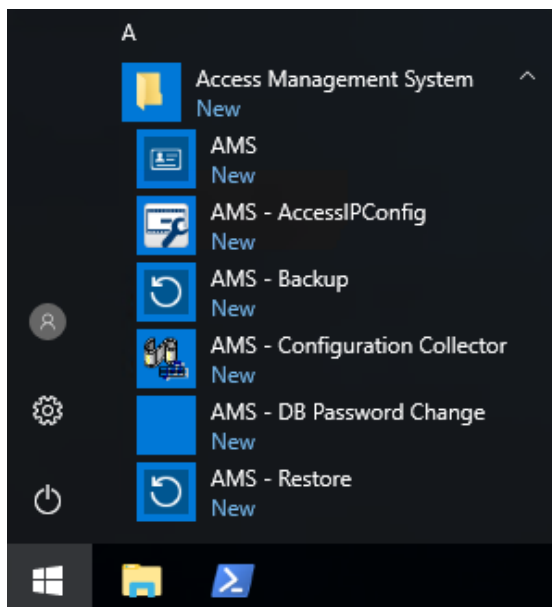 A
Access Management System
New
AMS
New
AMS - AccessIPConfig
New
AMS - Backup
New
AMS - Configuration Collector
New
AMS - DB Password Change
New
AMS - Restore
New